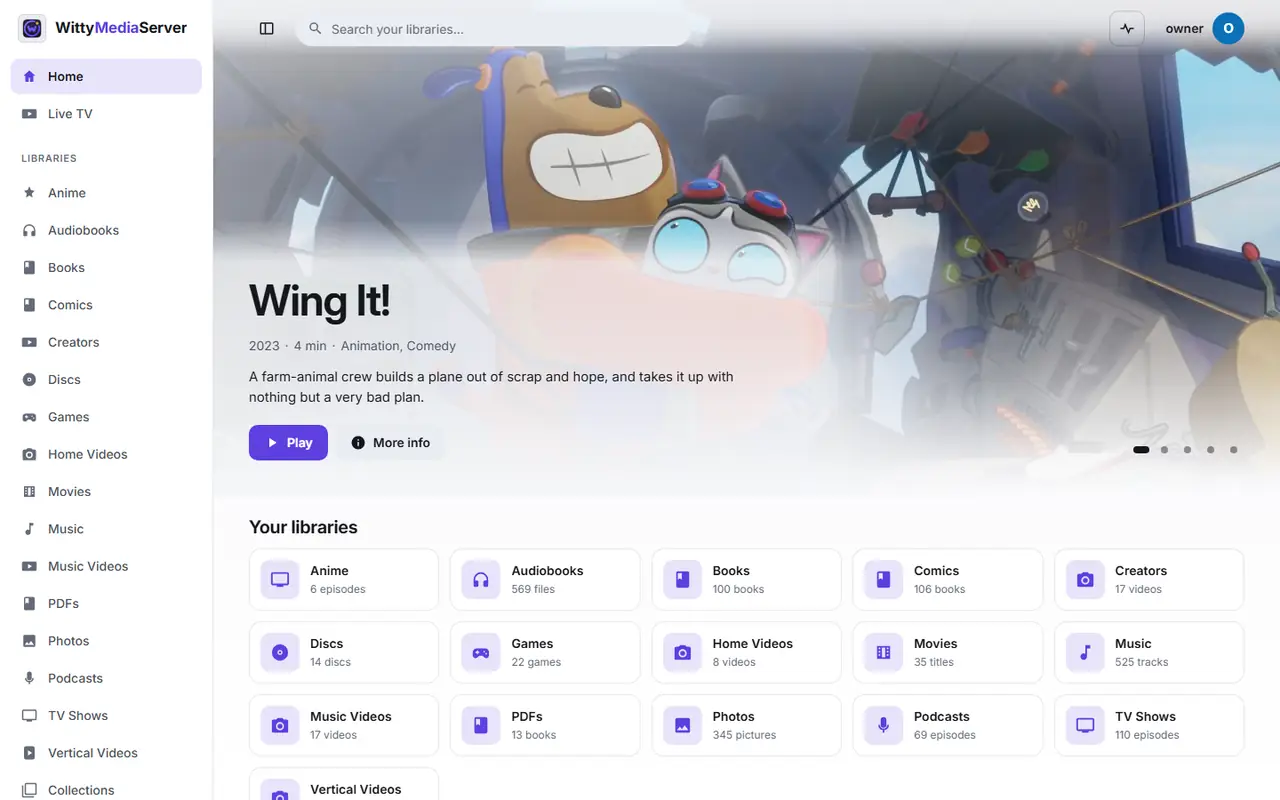 WittyMediaServer
Search your libraries...
owner
O
Home
Live TV
LIBRARIES
Anime
Audiobooks
Books
Comics
Creators
Discs
Games
Home Videos
Movies
Music
Music Videos
PDFs
Photos
Podcasts
TV Shows
Vertical Videos
Collections
Wing It!
2023 · 4 min · Animation, Comedy
A farm-animal crew builds a plane out of scrap and hope, and takes it up with
nothing but a very bad plan.
Play
More info
Your libraries
Anime
6 episodes
Audiobooks
569 files
Books
100 books
Comics
106 books
Creators
17 videos
Discs
14 discs
Games
22 games
Home Videos
8 videos
Movies
35 titles
Music
525 tracks
Music Videos
17 videos
PDFs
13 books
Photos
345 pictures
Podcasts
69 episodes
TV Shows
110 episodes
Vertical Videos